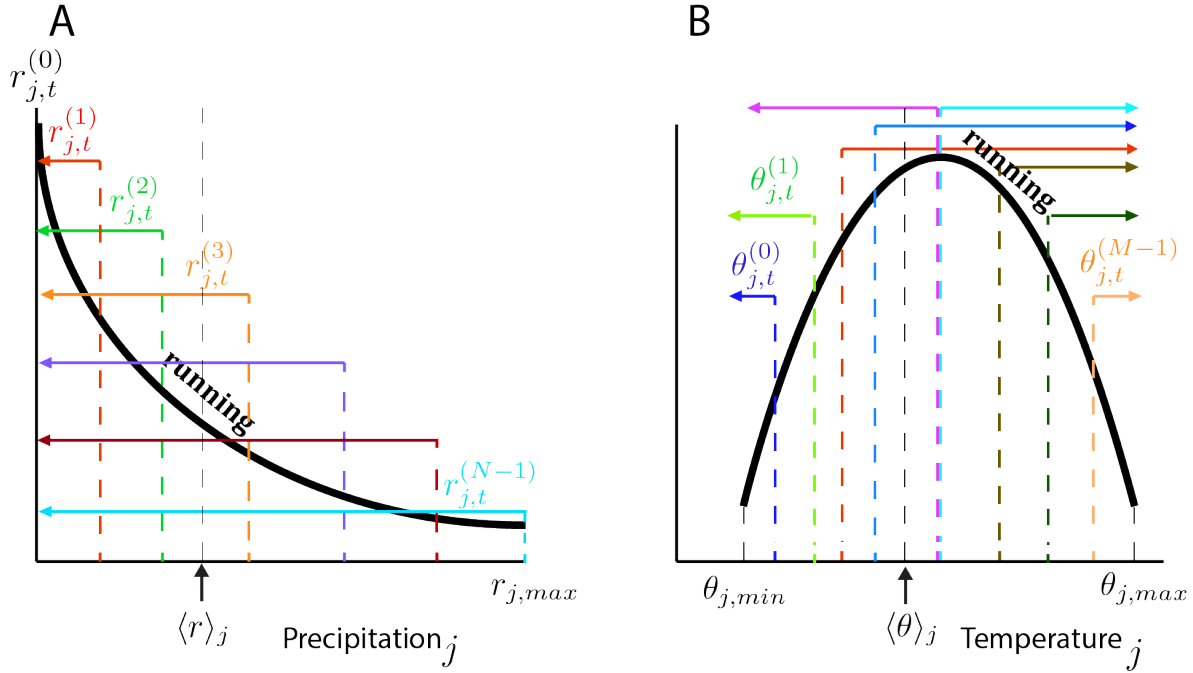 A
r_{j,t}^{(0)}
r_{j,t}^{(1)}
r_{j,t}^{(2)}
r_{j,t}^{(3)}
running
r_{j,t}^{(N−1)}
r_{j,max}
⟨r⟩_j
Precipitation_j
B
running
θ_{j,t}^{(1)}
θ_{j,t}^{(0)}
θ_{j,t}^{(M−1)}
θ_{j,min}
θ_{j,max}
⟨θ⟩_j
Temperature_j